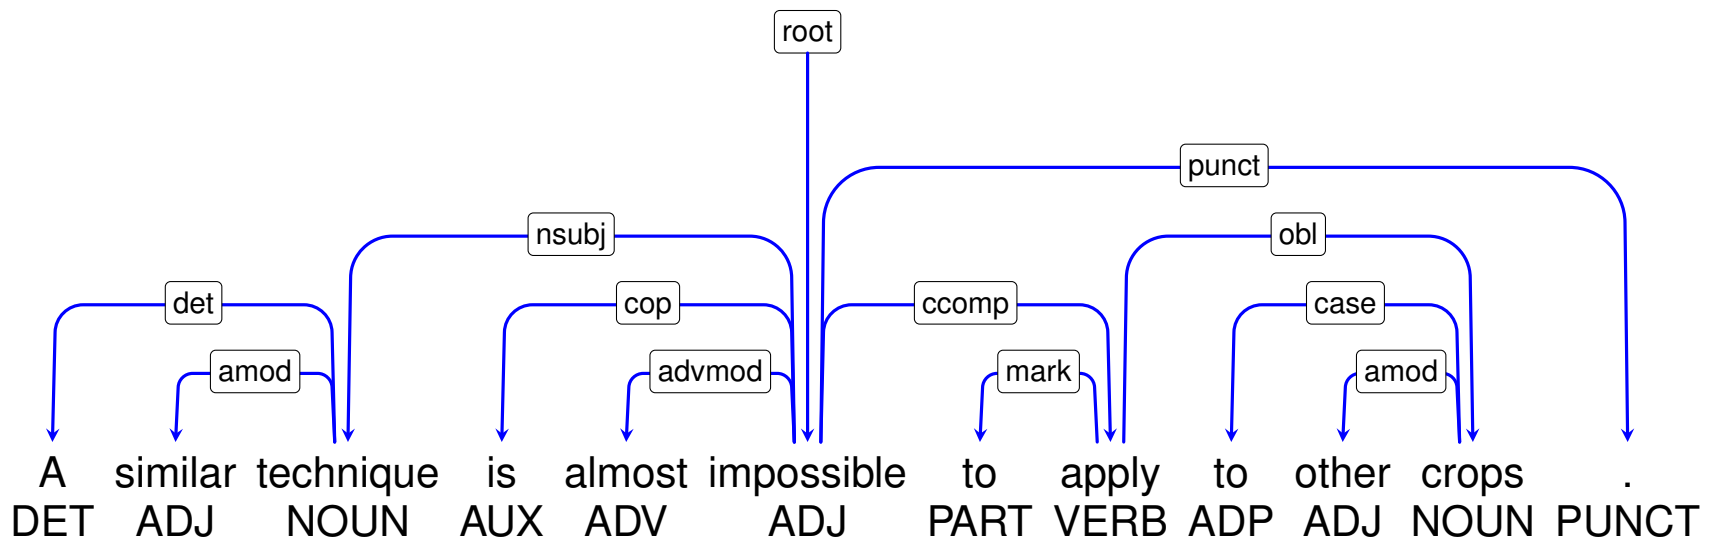 root
punct
nsubj obl
det cop ccomp case
amod advmod mark amod
A similar technique is almost impossible to apply to other crops .
DET ADJ NOUN AUX ADV ADJ PART VERB ADP ADJ NOUN PUNCT